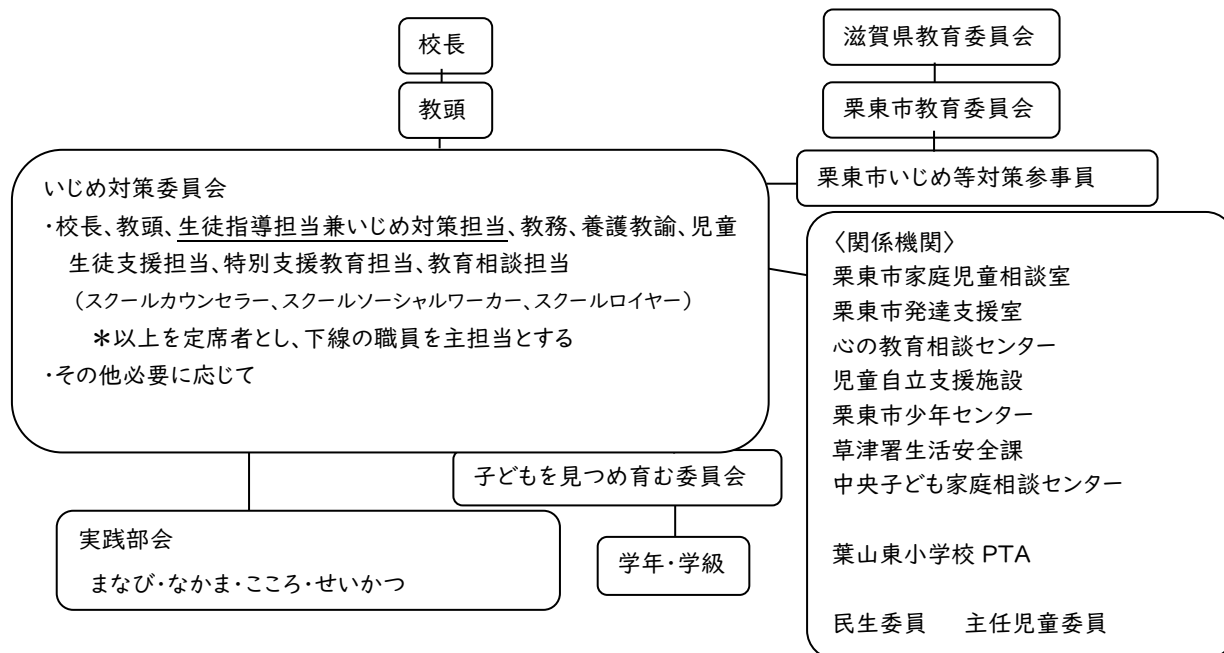 校長
教頭
いじめ対策委員会
・校長、教頭、生徒指導担当兼いじめ対策担当、教務、養護教諭、児童
生徒支援担当、特別支援教育担当、教育相談担当
（スクールカウンセラー、スクールソーシャルワーカー、スクールロイヤー）
＊以上を定席者とし、下線の職員を主担当とする
・その他必要に応じて
子どもを見つめ育む委員会
学年・学級
実践部会
まなび・なかま・こころ・せいかつ
滋賀県教育委員会
栗東市教育委員会
栗東市いじめ等対策参事員
〈関係機関〉
栗東市家庭児童相談室
栗東市発達支援室
心の教育相談センター
児童自立支援施設
栗東市少年センター
草津署生活安全課
中央子ども家庭相談センター
葉山東小学校 PTA
民生委員　主任児童委員